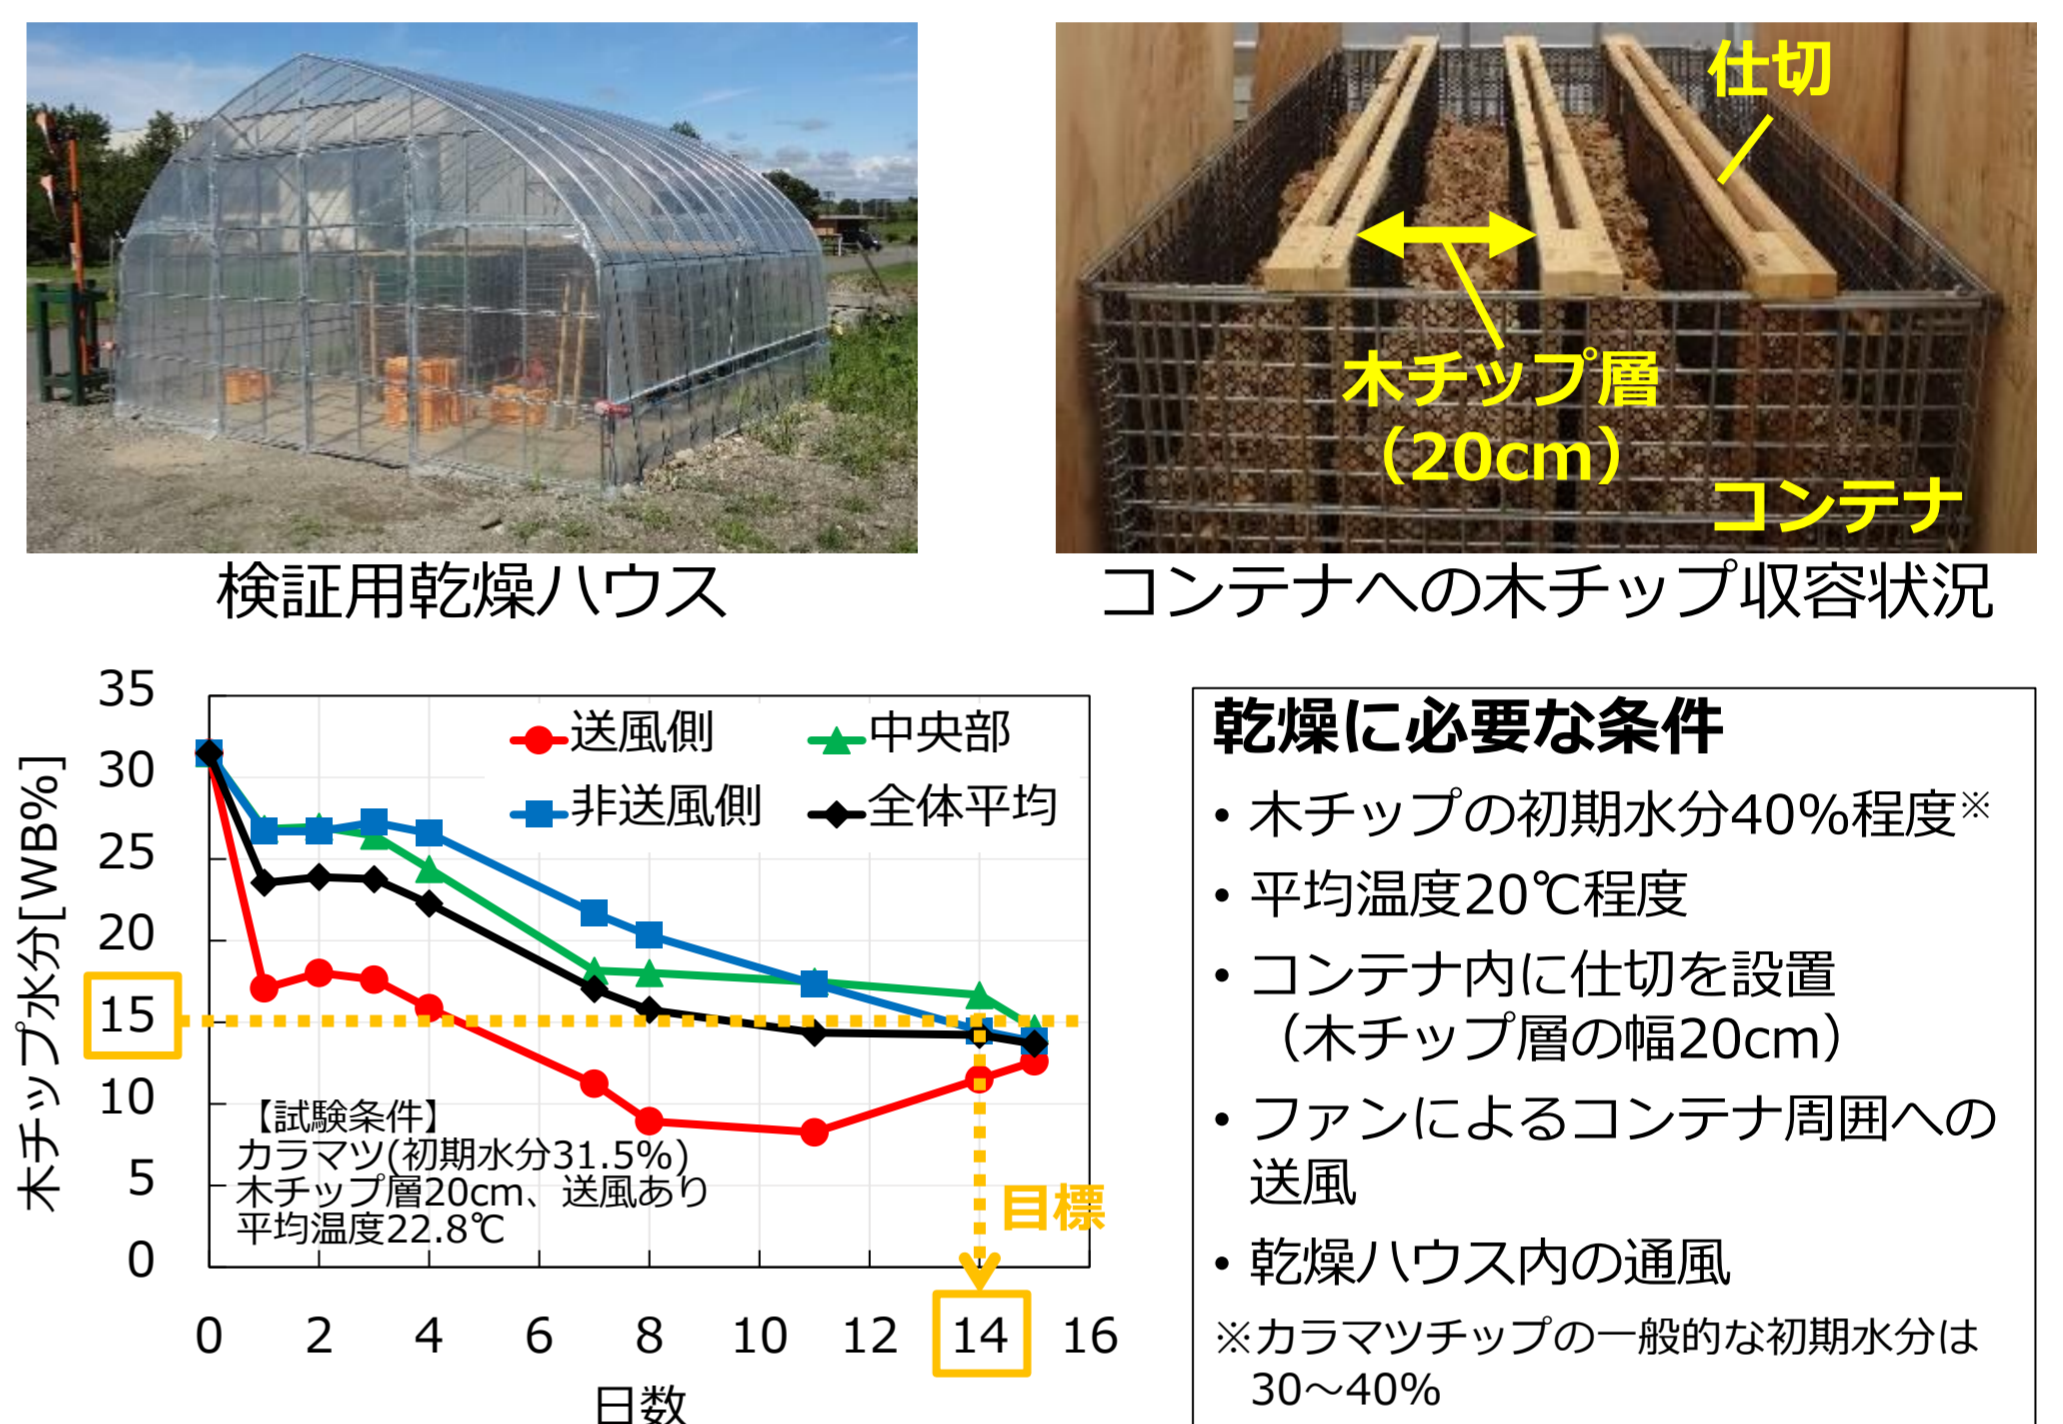 仕切
木チップ層
（20cm）
コンテナ
検証用乾燥ハウス
コンテナへの木チップ収容状況
木チップ水分[WB%]
35
30
25
20
15
10
5
0
送風側
中央部
非送風側
全体平均
【試験条件】
カラマツ(初期水分31.5%)
木チップ層20cm、送風あり
平均温度22.8℃
目標
0 2 4 6 8 10 12 14 16
日数
乾燥に必要な条件
• 木チップの初期水分40%程度※
• 平均温度20℃程度
• コンテナ内に仕切を設置
（木チップ層の幅20cm）
• ファンによるコンテナ周囲への
送風
• 乾燥ハウス内の通風
※カラマツチップの一般的な初期水分は
30～40%